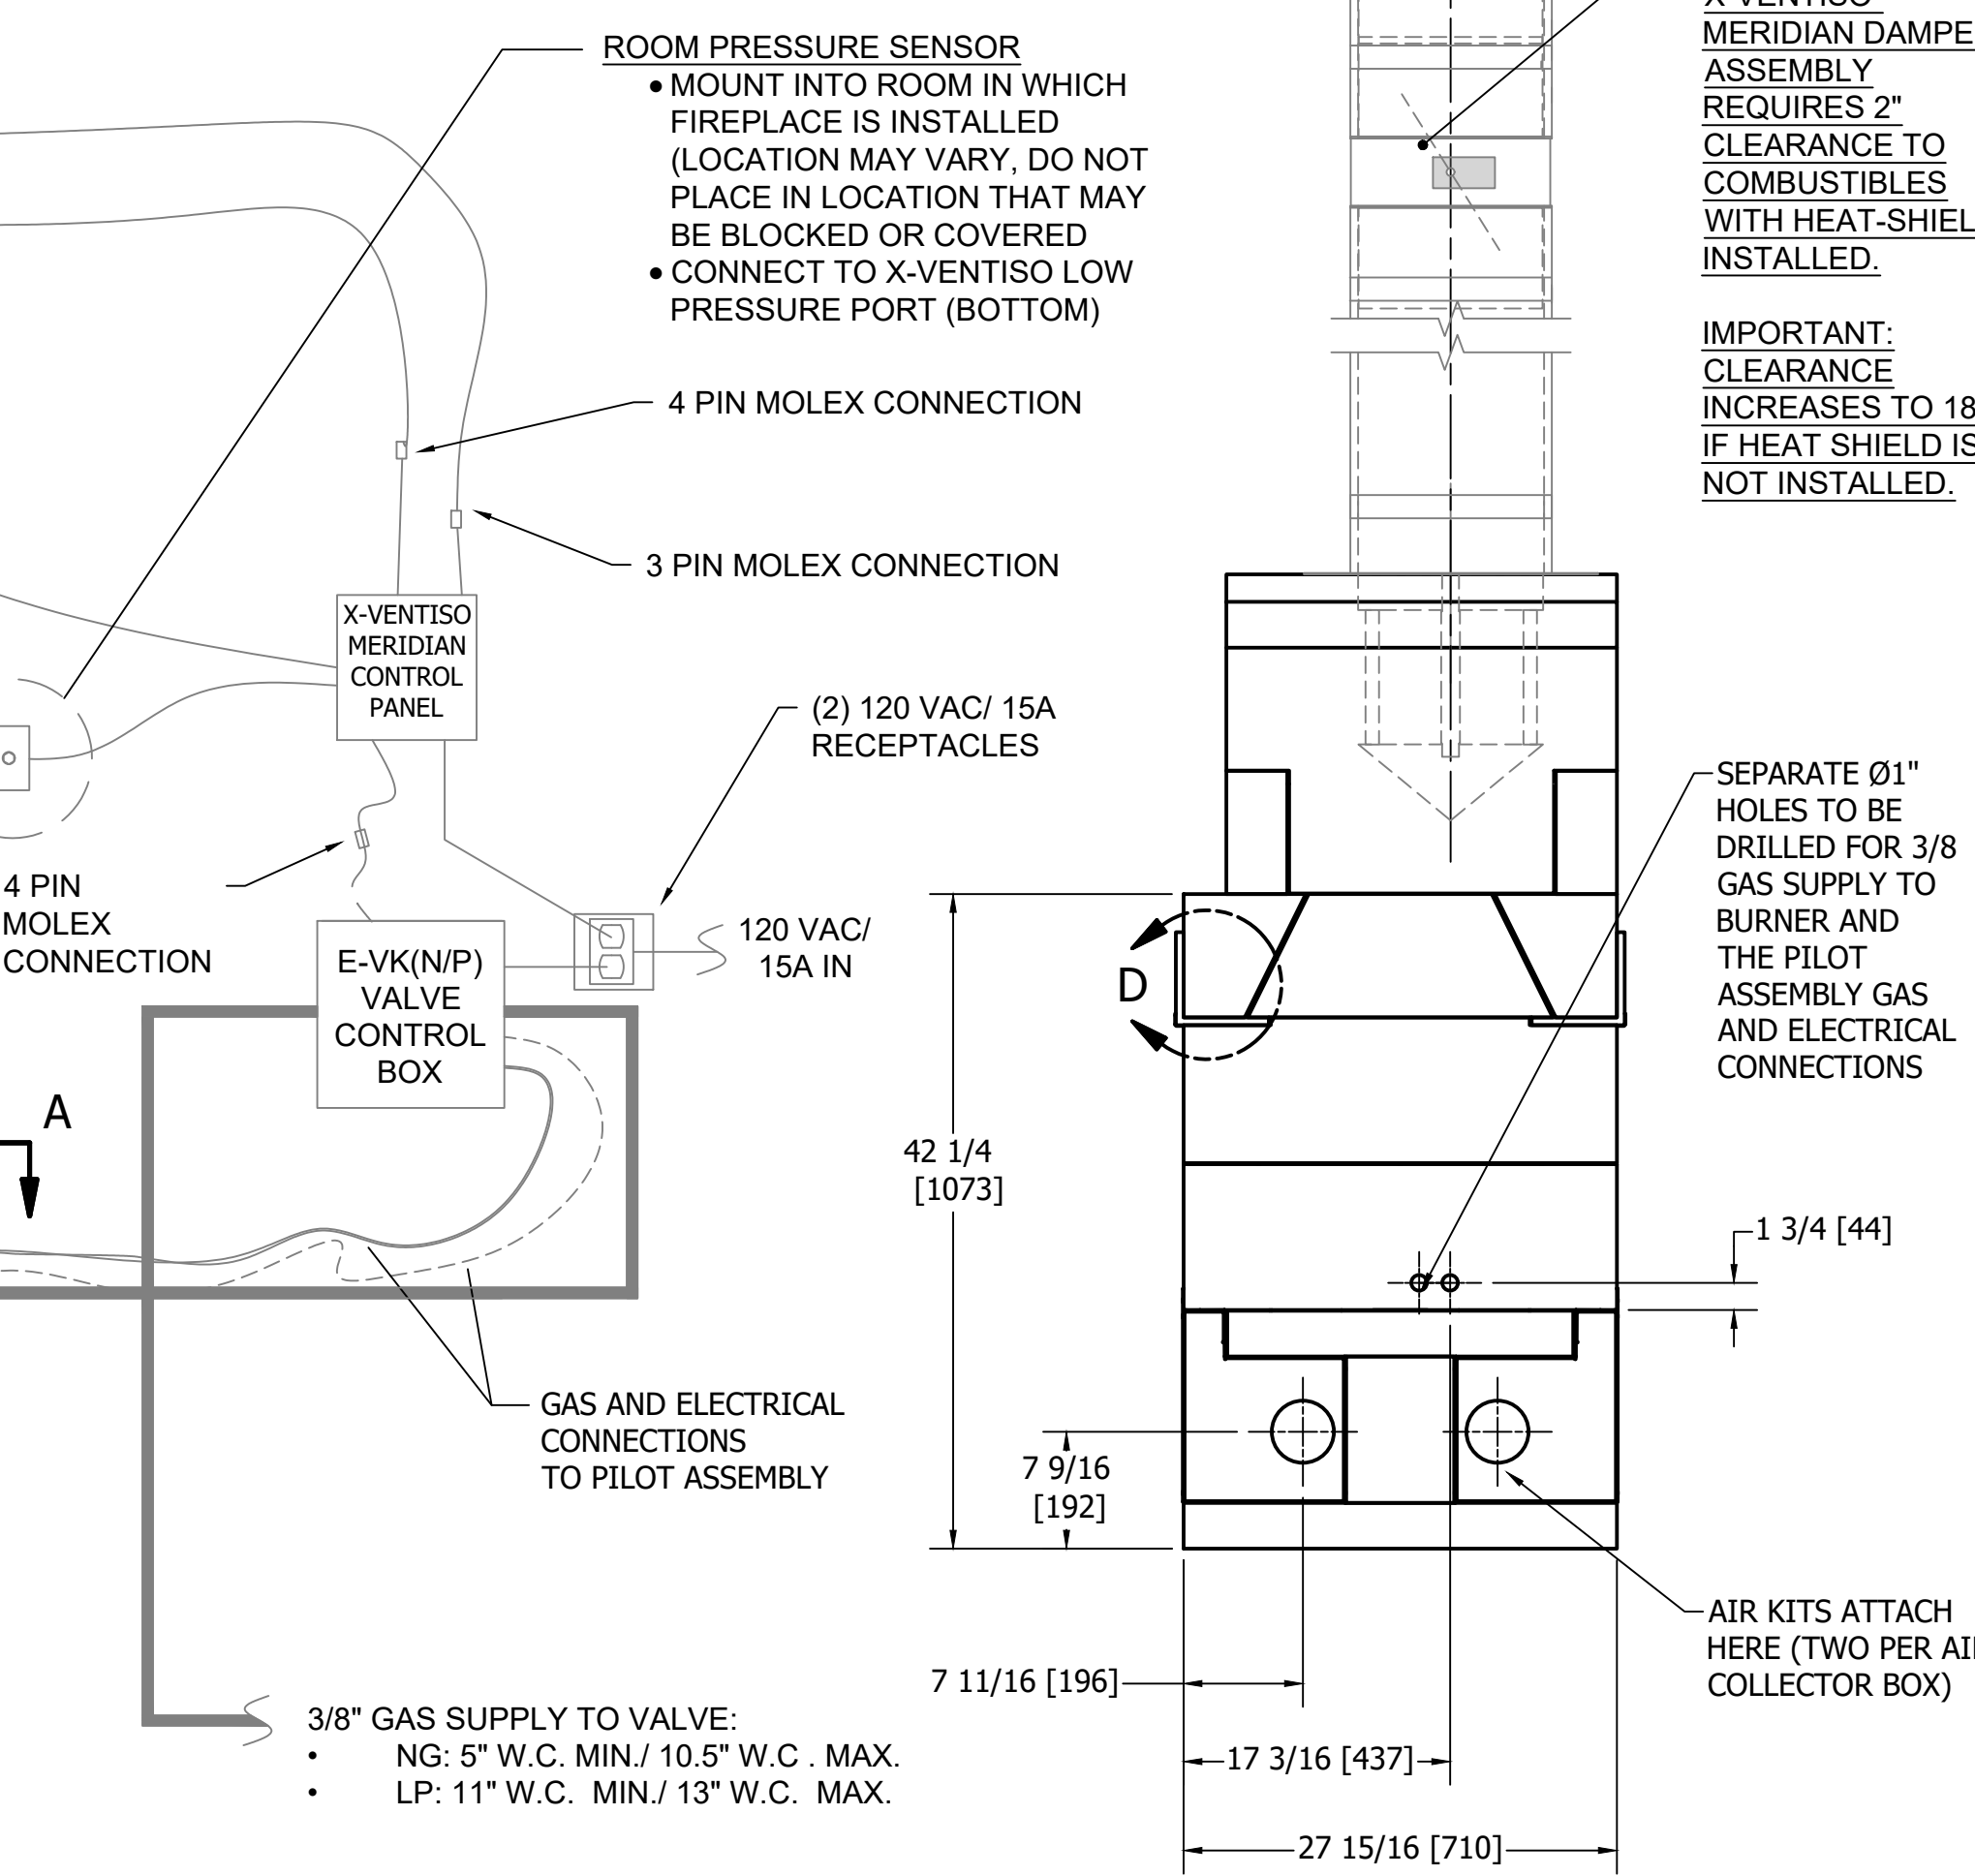 ROOM PRESSURE SENSOR
• MOUNT INTO ROOM IN WHICH
FIREPLACE IS INSTALLED
(LOCATION MAY VARY, DO NOT
PLACE IN LOCATION THAT MAY
BE BLOCKED OR COVERED
• CONNECT TO X-VENTISO LOW
PRESSURE PORT (BOTTOM)
4 PIN MOLEX CONNECTION
3 PIN MOLEX CONNECTION
X-VENTISO
MERIDIAN
CONTROL
PANEL
(2) 120 VAC/ 15A
RECEPTACLES
4 PIN
MOLEX
CONNECTION
120 VAC/
15A IN
E-VK(N/P)
VALVE
CONTROL
BOX
A
GAS AND ELECTRICAL
CONNECTIONS
TO PILOT ASSEMBLY
3/8" GAS SUPPLY TO VALVE:
• NG: 5" W.C. MIN./ 10.5" W.C . MAX.
• LP: 11" W.C. MIN./ 13" W.C. MAX.
X-VENTISO
MERIDIAN DAMPE
ASSEMBLY
REQUIRES 2"
CLEARANCE TO
COMBUSTIBLES
WITH HEAT-SHIEL
INSTALLED.
IMPORTANT:
CLEARANCE
INCREASES TO 18
IF HEAT SHIELD IS
NOT INSTALLED.
SEPARATE Ø1"
HOLES TO BE
DRILLED FOR 3/8
GAS SUPPLY TO
BURNER AND
THE PILOT
ASSEMBLY GAS
AND ELECTRICAL
CONNECTIONS
D
42 1/4
[1073]
1 3/4 [44]
7 9/16
[192]
AIR KITS ATTACH
HERE (TWO PER AI
COLLECTOR BOX)
7 11/16 [196]
17 3/16 [437]
27 15/16 [710]